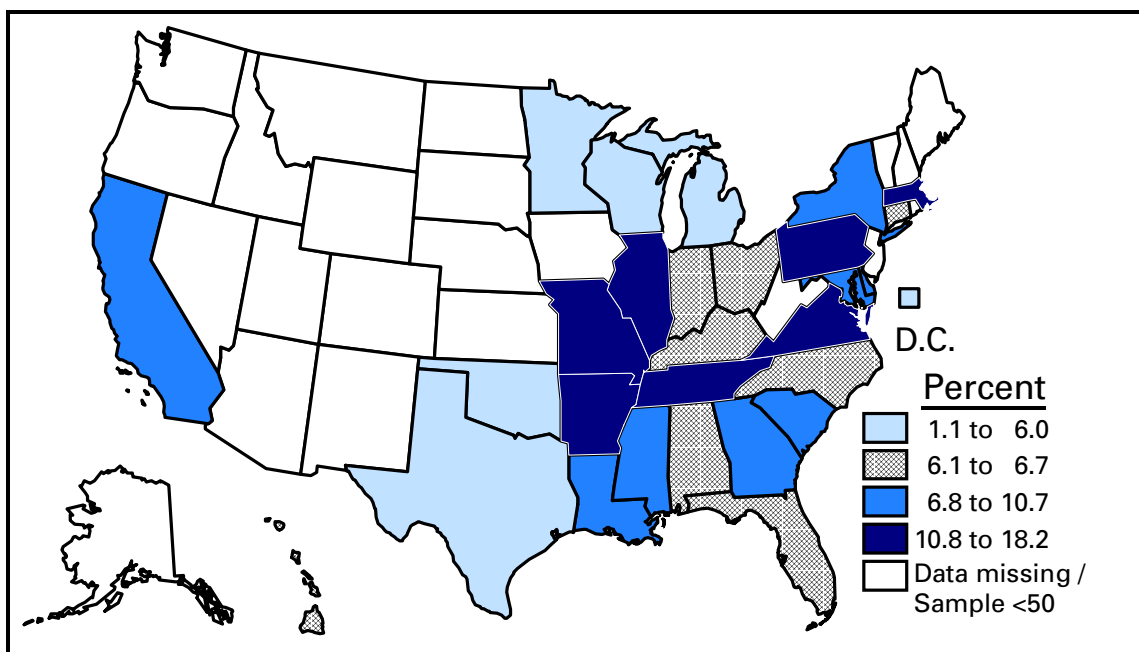 D.C.
Percent
1.1 to 6.0
6.1 to 6.7
6.8 to 10.7
10.8 to 18.2
Data missing /
Sample <50